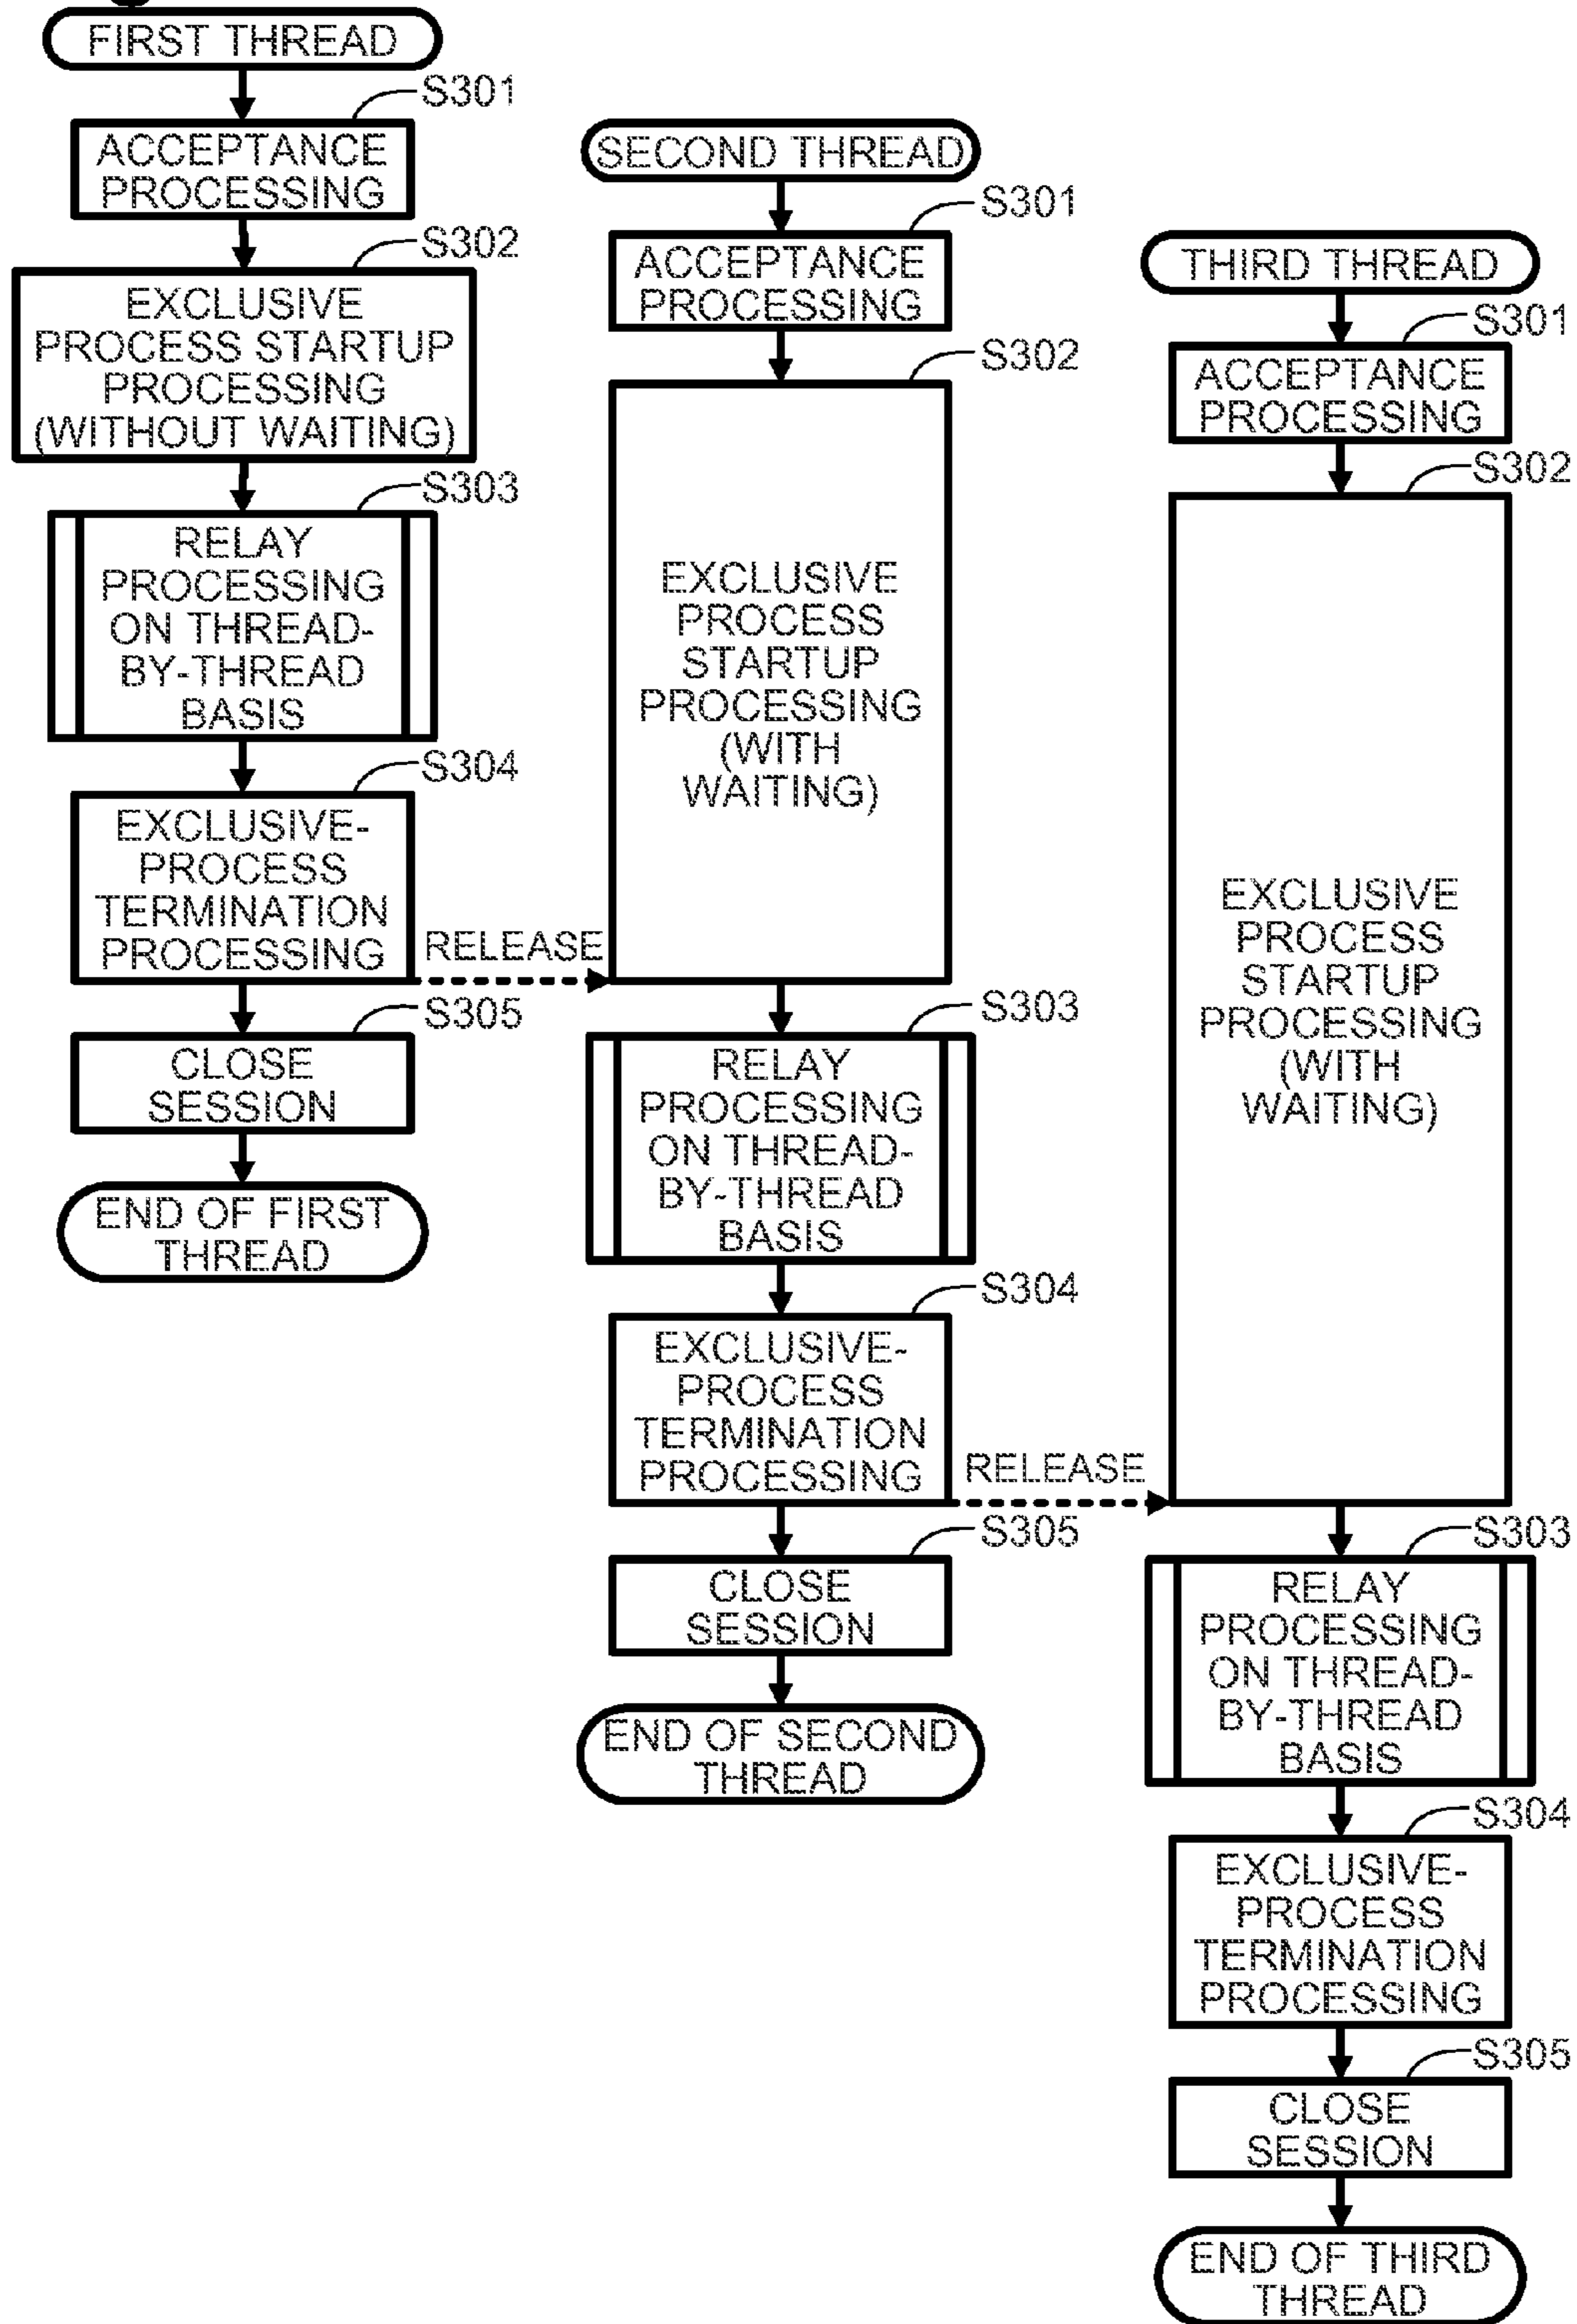 FIRST THREAD
S301
ACCEPTANCE
PROCESSING
S302
EXCLUSIVE
PROCESS STARTUP
PROCESSING
(WITHOUT WAITING)
S303
RELAY
PROCESSING
ON THREAD-
BY-THREAD
BASIS
S304
EXCLUSIVE-
PROCESS
TERMINATION
PROCESSING
RELEASE
S305
CLOSE
SESSION
END OF FIRST
THREAD
SECOND THREAD
S301
ACCEPTANCE
PROCESSING
S302
EXCLUSIVE
PROCESS
STARTUP
PROCESSING
(WITH
WAITING)
S303
RELAY
PROCESSING
ON THREAD-
BY-THREAD
BASIS
S304
EXCLUSIVE-
PROCESS
TERMINATION
PROCESSING
RELEASE
S305
CLOSE
SESSION
END OF SECOND
THREAD
THIRD THREAD
S301
ACCEPTANCE
PROCESSING
S302
EXCLUSIVE
PROCESS
STARTUP
PROCESSING
(WITH
WAITING)
S303
RELAY
PROCESSING
ON THREAD-
BY-THREAD
BASIS
S304
EXCLUSIVE-
PROCESS
TERMINATION
PROCESSING
S305
CLOSE
SESSION
END OF THIRD
THREAD